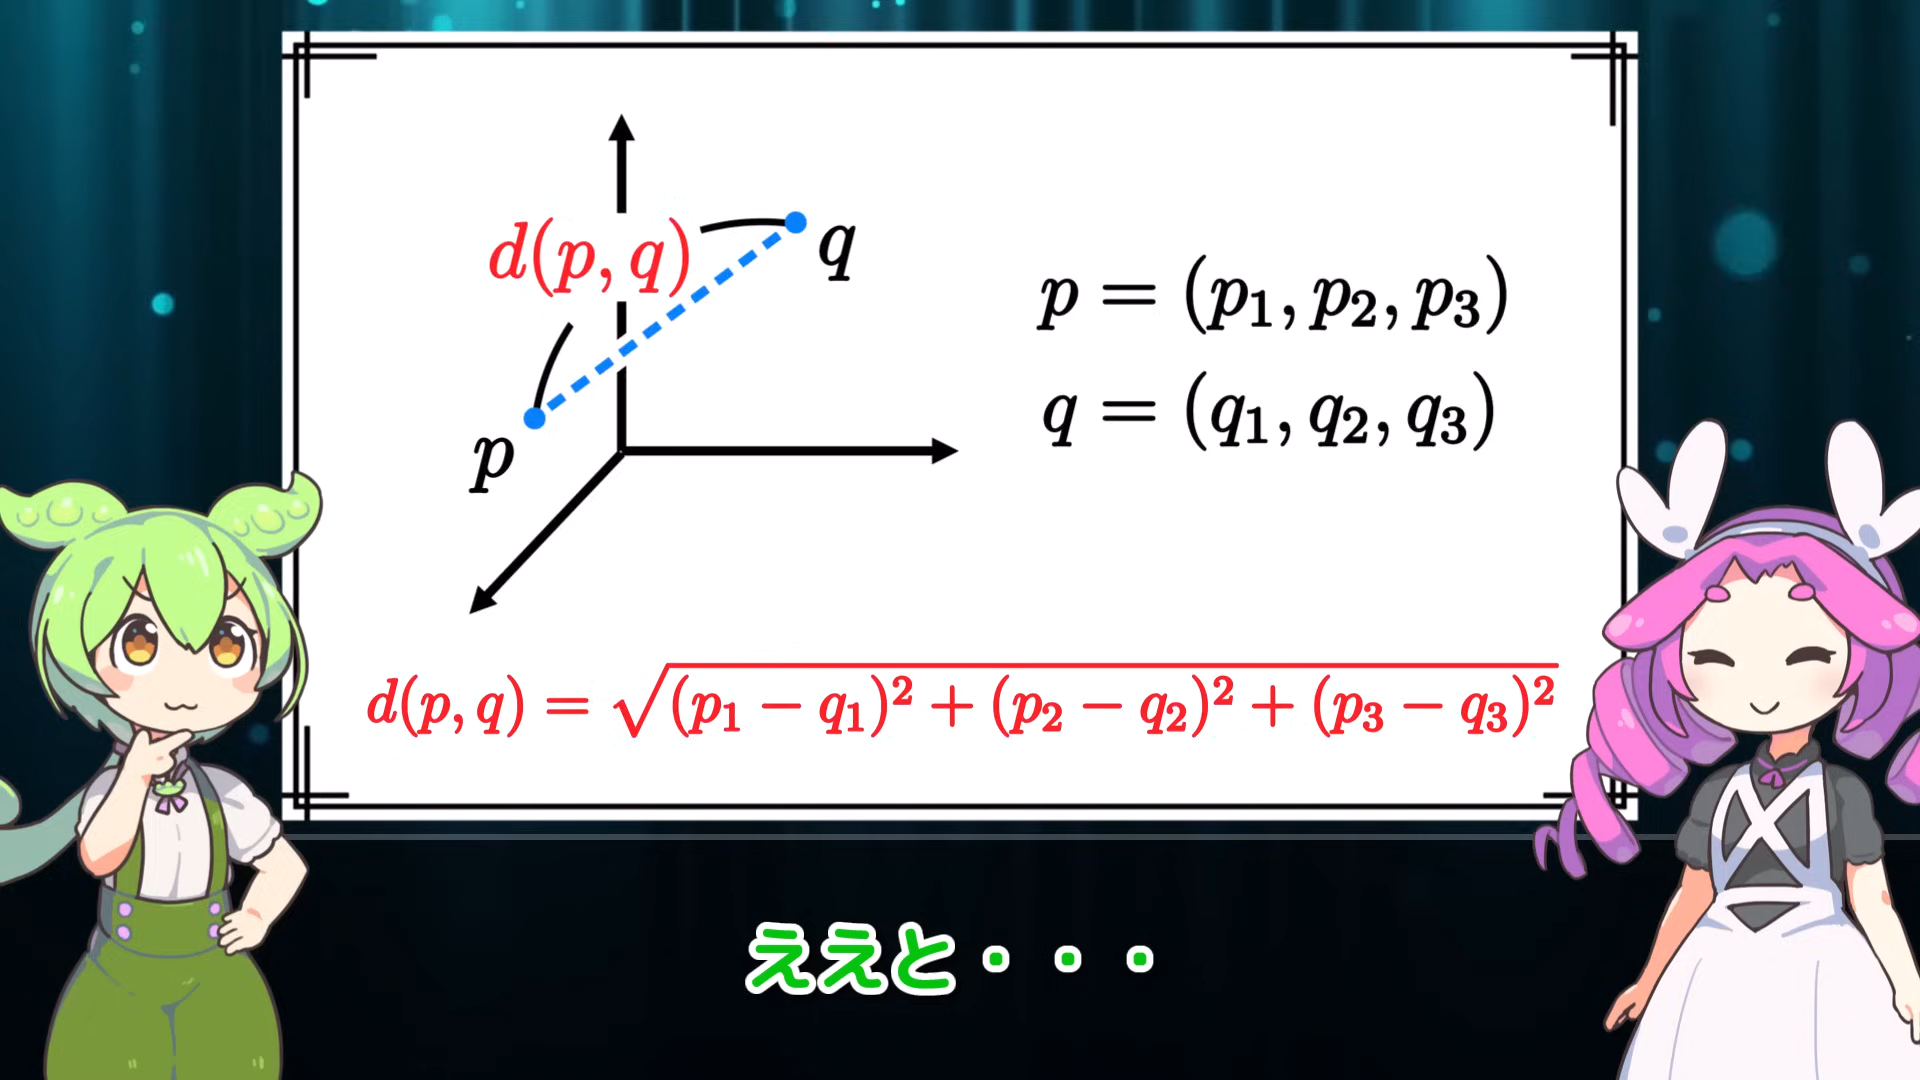 d(p, q)
q
p
p = (p₁, p₂, p₃)
q = (q₁, q₂, q₃)
d(p, q) = √(p₁ − q₁)² + (p₂ − q₂)² + (p₃ − q₃)²
ええと・・・